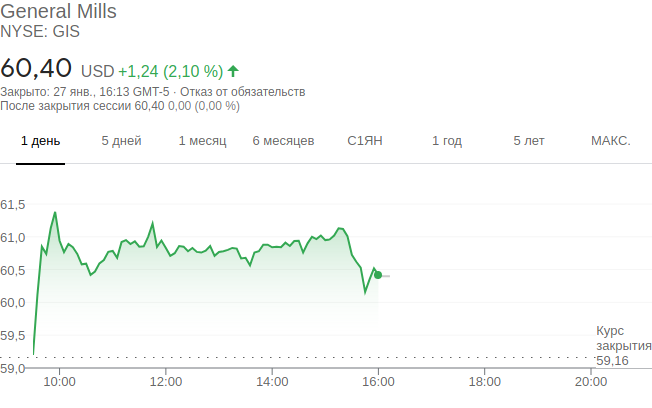 General Mills
NYSE: GIS
60,40 USD +1,24 (2,10 %)
Закрыто: 27 янв., 16:13 GMT-5 · Отказ от обязательств
После закрытия сессии 60,40 0,00 (0,00 %)
1 день 5 дней 1 месяц 6 месяцев С1ЯН 1 год 5 лет МАКС.
61,5
61,0
60,5
60,0
59,5
59,0
Курс
закрытия
59,16
10:00 12:00 14:00 16:00 18:00 20:00